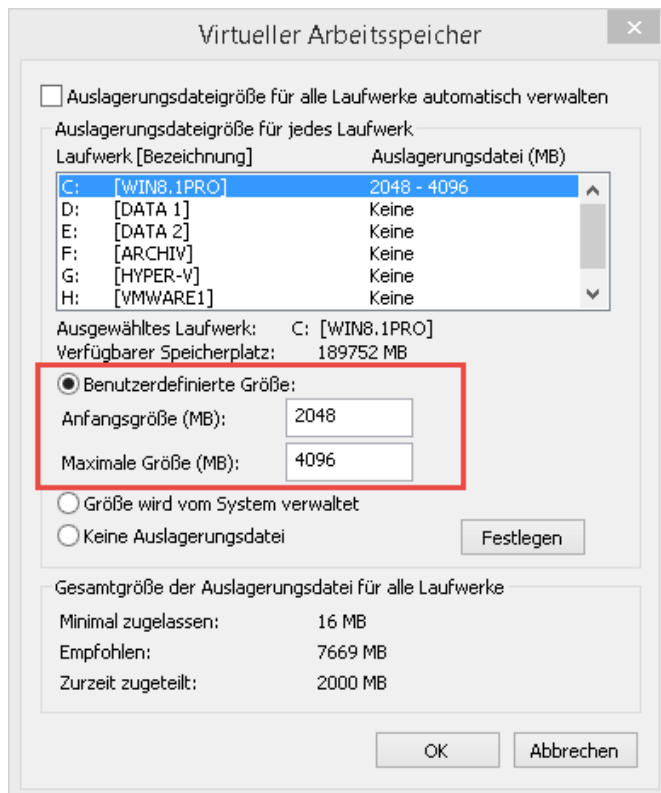 Virtueller Arbeitsspeicher
Auslagerungsdateigröße für alle Laufwerke automatisch verwalten
Auslagerungsdateigröße für jedes Laufwerk
Laufwerk [Bezeichnung] Auslagerungsdatei (MB)
C: [WIN8.1PRO] 2048 - 4096
D: [DATA 1] Keine
E: [DATA 2] Keine
F: [ARCHIV] Keine
G: [HYPER-V] Keine
H: [VMWARE1] Keine
Ausgewähltes Laufwerk: C: [WIN8.1PRO]
Verfügbarer Speicherplatz: 189752 MB
Benutzerdefinierte Größe:
Anfangsgröße (MB): 2048
Maximale Größe (MB): 4096
Größe wird vom System verwaltet
Keine Auslagerungsdatei Festlegen
Gesamtgröße der Auslagerungsdatei für alle Laufwerke
Minimal zugelassen: 16 MB
Empfohlen: 7669 MB
Zurzeit zugeteilt: 2000 MB
OK Abbrechen